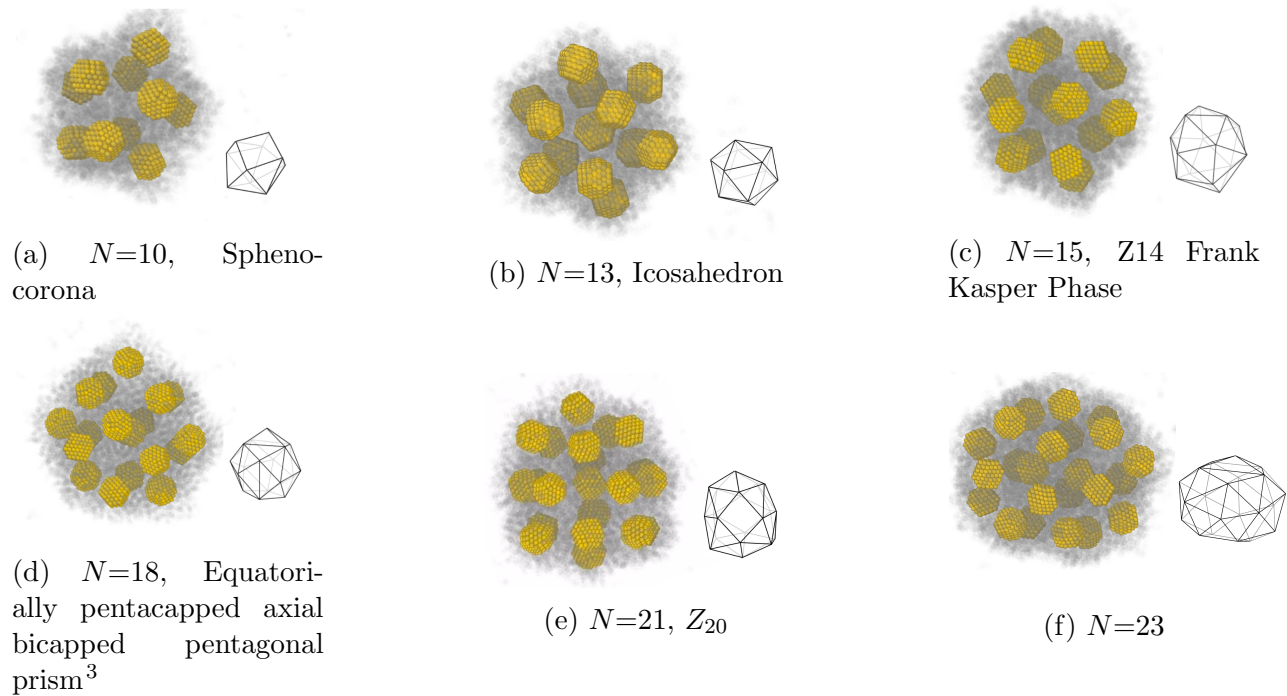 (a) N=10, Spheno-
corona
(b) N=13, Icosahedron
(c) N=15, Z14 Frank
Kasper Phase
(d) N=18, Equatori-
ally pentacapped axial
bicapped pentagonal
prism³
(e) N=21, Z₂₀
(f) N=23